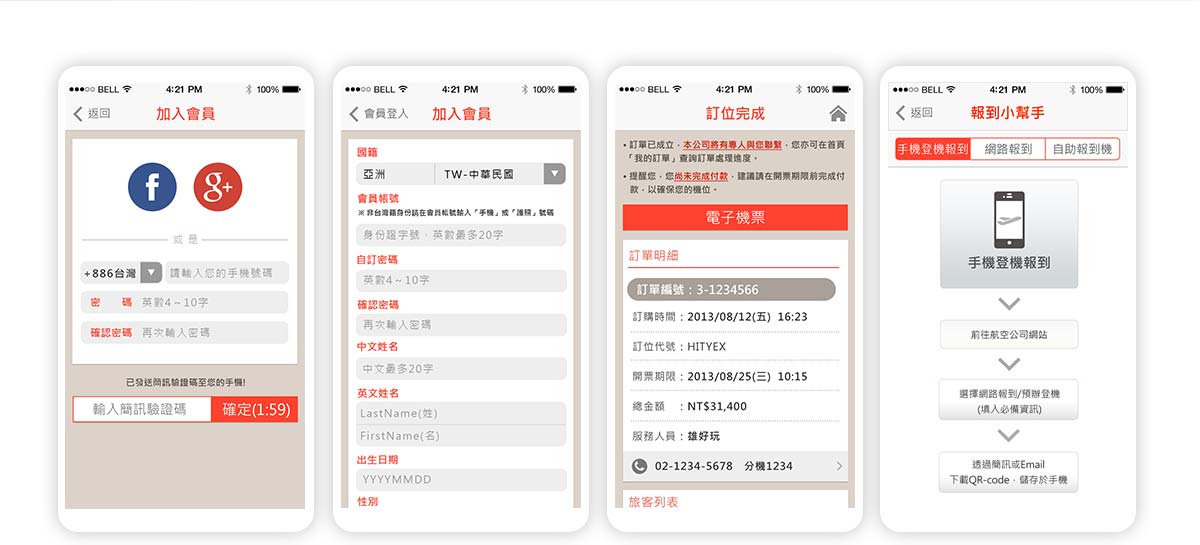 ●●●○○ BELL 4:21 PM 100%
返回 加入會員
f g+
或是
+886台灣 請輸入您的手機號碼
密 碼 英數4～10字
確認密碼 再次輸入密碼
已發送簡訊驗證碼至您的手機!
輸入簡訊驗證碼 確定(1:59)
●●●○○ BELL 4:21 PM 100%
會員登入 加入會員
國籍
亞洲 TW-中華民國
會員帳號
※ 非台灣籍身份請在會員帳號輸入「手機」或「護照」號碼
身份證字號、英數最多20字
自訂密碼
英數4～10字
確認密碼
再次輸入密碼
中文姓名
中文最多20字
英文姓名
LastName(姓)
FirstName(名)
出生日期
YYYYMMDD
性別
●●●○○ BELL 4:21 PM 100%
訂位完成
• 訂單已成立，本公司將有專人與您聯繫，您亦可在首頁
「我的訂單」查詢訂單處理進度。
• 提醒您，您尚未完成付款，建議請在開票期限前完成付
款，以確保您的機位。
電子機票
訂單明細
訂單編號：3-1234566
訂購時間：2013/08/12(五) 16:23
訂位代號：HITYEX
開票期限：2013/08/25(三) 10:15
總金額 ：NT$31,400
服務人員：雄好玩
02-1234-5678 分機1234
旅客列表
●●●○○ BELL 4:21 PM 100%
返回 報到小幫手
手機登機報到 網路報到 自助報到機
手機登機報到
前往航空公司網站
選擇網路報到/預辦登機
(填入必備資訊)
透過簡訊或Email
下載QR-code，儲存於手機